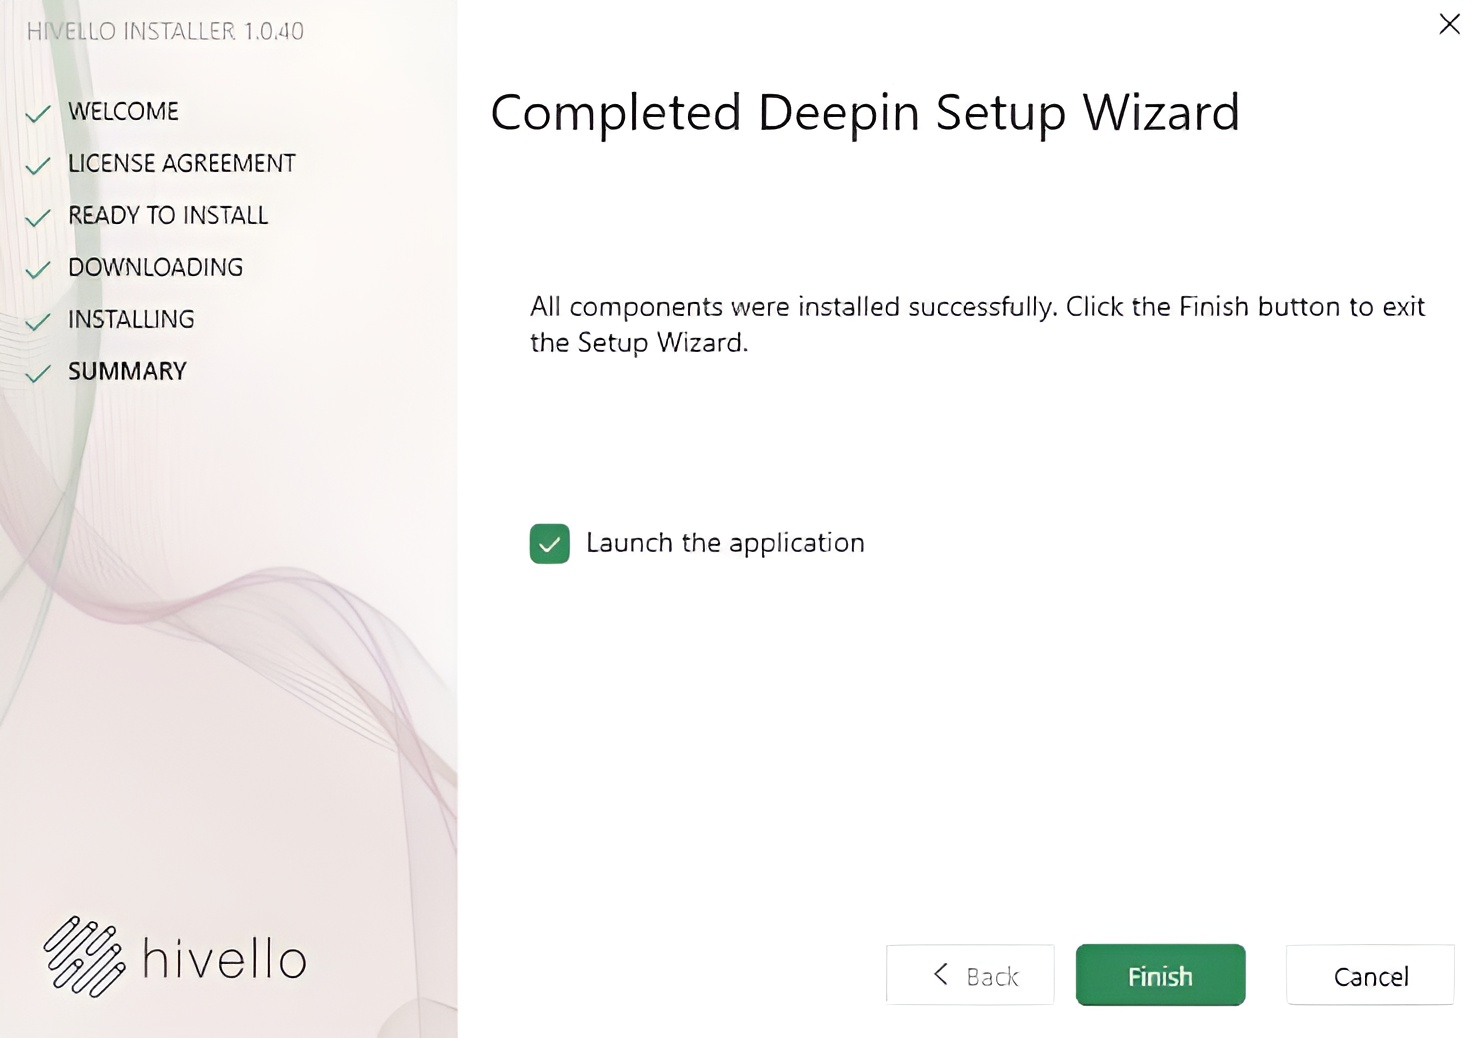 HIVELLO INSTALLER 1.0.40
WELCOME
LICENSE AGREEMENT
READY TO INSTALL
DOWNLOADING
INSTALLING
SUMMARY
hivello
Completed Deepin Setup Wizard
All components were installed successfully. Click the Finish button to exit
the Setup Wizard.
Launch the application
Back
Finish
Cancel